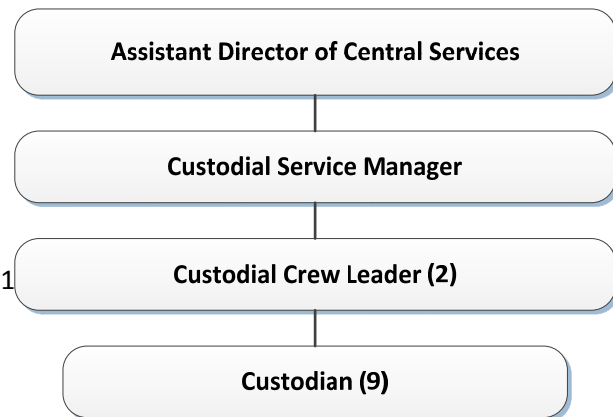 Assistant Director of Central Services
Custodial Service Manager
1
Custodial Crew Leader (2)
Custodian (9)